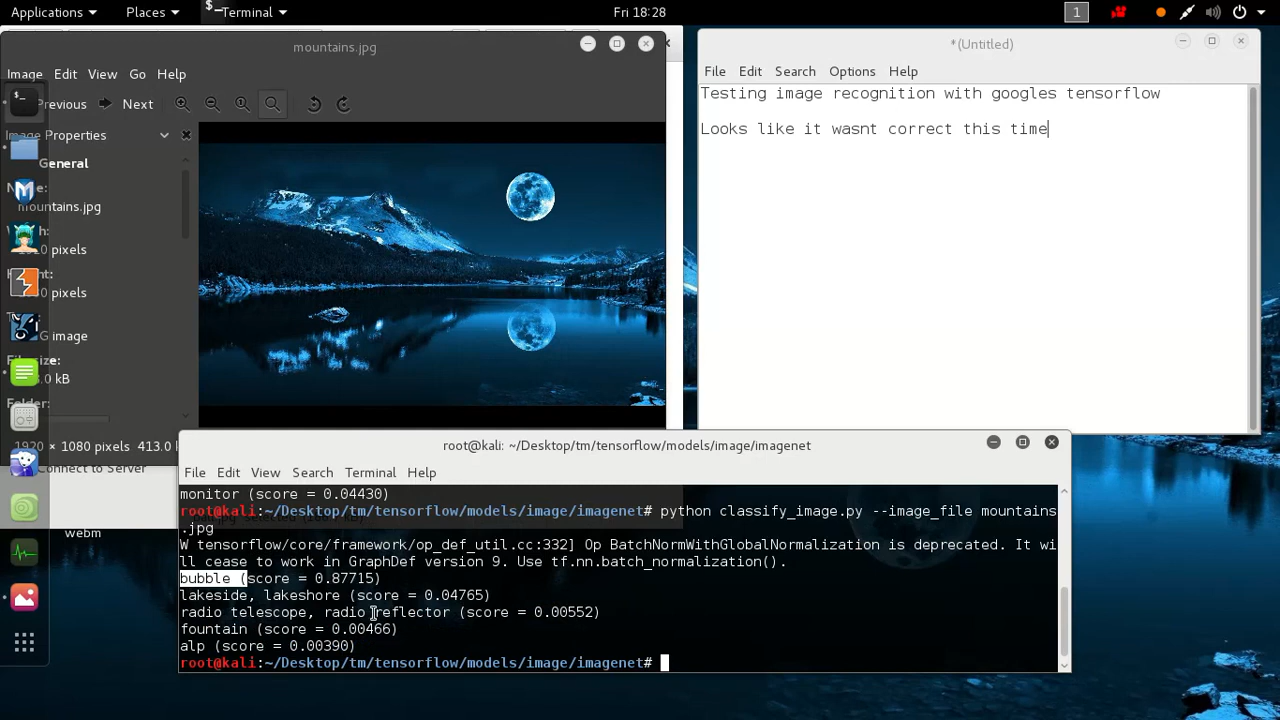 Applications
Places
Terminal
Fri 18:28
1
mountains.jpg
Image Edit View Go Help
Previous
Next
Image Properties
General
mountains.jpg
pixels
pixels
G image
size:
.0 kB
Folder:
1920 × 1080 pixels 413.0 k
Connect to Server
webm
*(Untitled)
File Edit Search Options Help
Testing image recognition with googles tensorflow
Looks like it wasnt correct this time
root@kali: ~/Desktop/tm/tensorflow/models/image/imagenet
File Edit View Search Terminal Help
monitor (score = 0.04430)
root@kali:~/Desktop/tm/tensorflow/models/image/imagenet# python classify_image.py --image_file mountains
.jpg
W tensorflow/core/framework/op_def_util.cc:332] Op BatchNormWithGlobalNormalization is deprecated. It wi
ll cease to work in GraphDef version 9. Use tf.nn.batch_normalization().
bubble (score = 0.87715)
lakeside, lakeshore (score = 0.04765)
radio telescope, radio reflector (score = 0.00552)
fountain (score = 0.00466)
alp (score = 0.00390)
root@kali:~/Desktop/tm/tensorflow/models/image/imagenet#